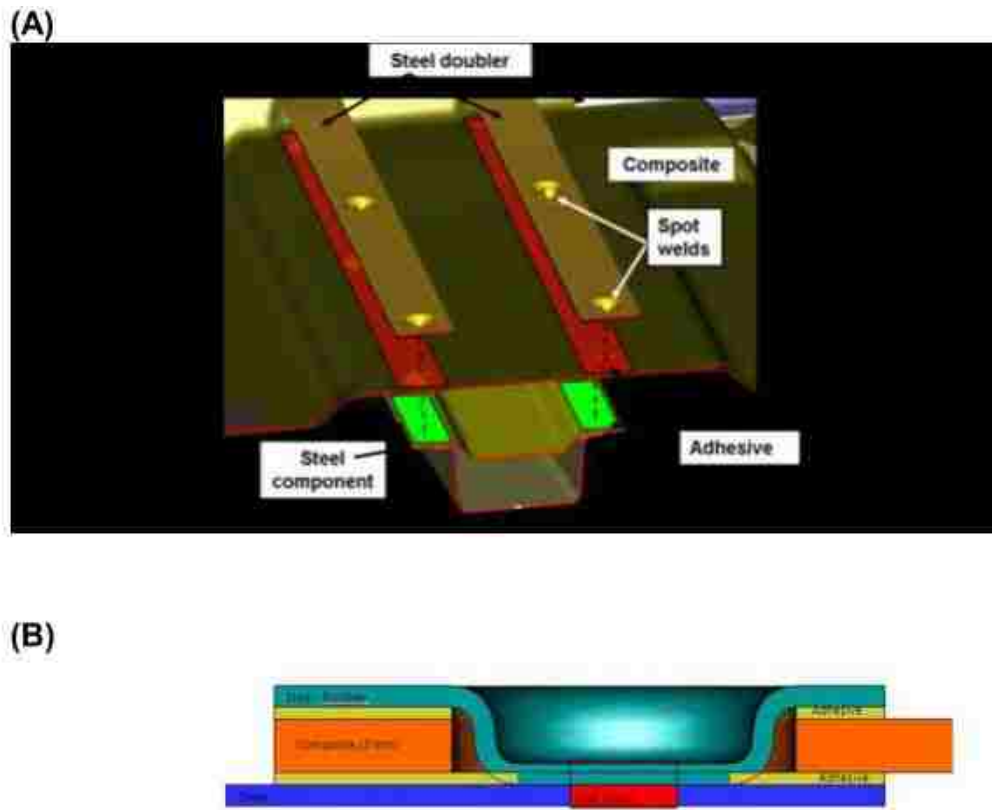 (A)
Steel doubler
Composite
Spot
welds
Steel
component
Adhesive
(B)
Adhesive
Adhesive